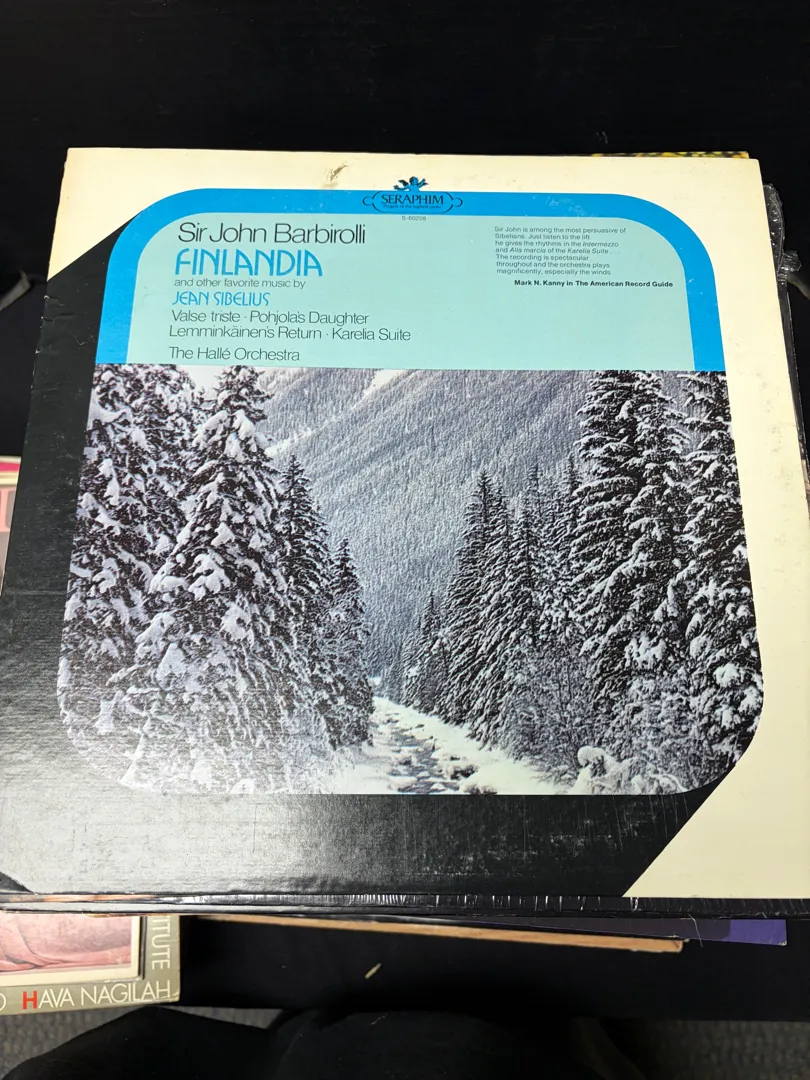 SERAPHIM
S-60208
Sir John Barbirolli
FINLANDIA
and other favorite music by
JEAN SIBELIUS
Valse triste · Pohjola's Daughter
Lemminkäinen's Return · Karelia Suite
The Hallé Orchestra
Sir John is among the most persuasive of
Sibelians. Just listen to the lift
he gives the rhythms in the Intermezzo
and Alla marcia of the Karelia Suite . . .
The recording is spectacular
throughout and the orchestra plays
magnificently, especially the winds.
Mark N. Kanny in The American Record Guide
HAVA NAGILAH